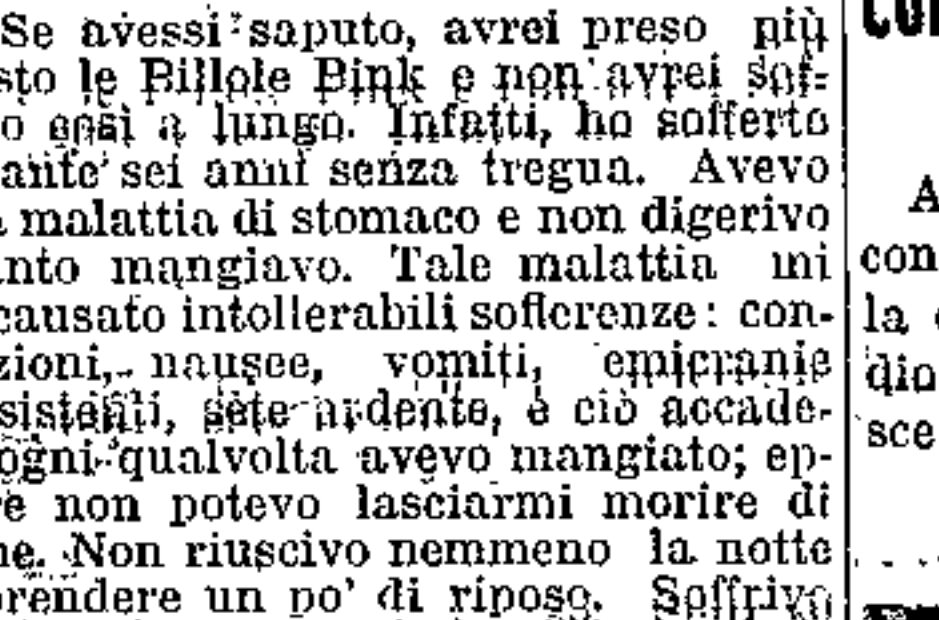 Se avessi saputo, avrei preso più
sto le Pillole Pink e non avrei sof-
o così a lungo. Infatti, ho sofferto
ante sei anni senza tregua. Avevo
malattia di stomaco e non digerivo
nto mangiavo. Tale malattia mi
causato intollerabili sofferenze: con-
zioni, nausee, vomiti, emicranie
sistenti, sete ardente, e ciò accade-
ogni qualvolta avevo mangiato; ep-
re non potevo lasciarmi morire di
ne. Non riuscivo nemmeno la notte
prendere un po' di riposo. Soffrivo
A
con
la
dio
sce